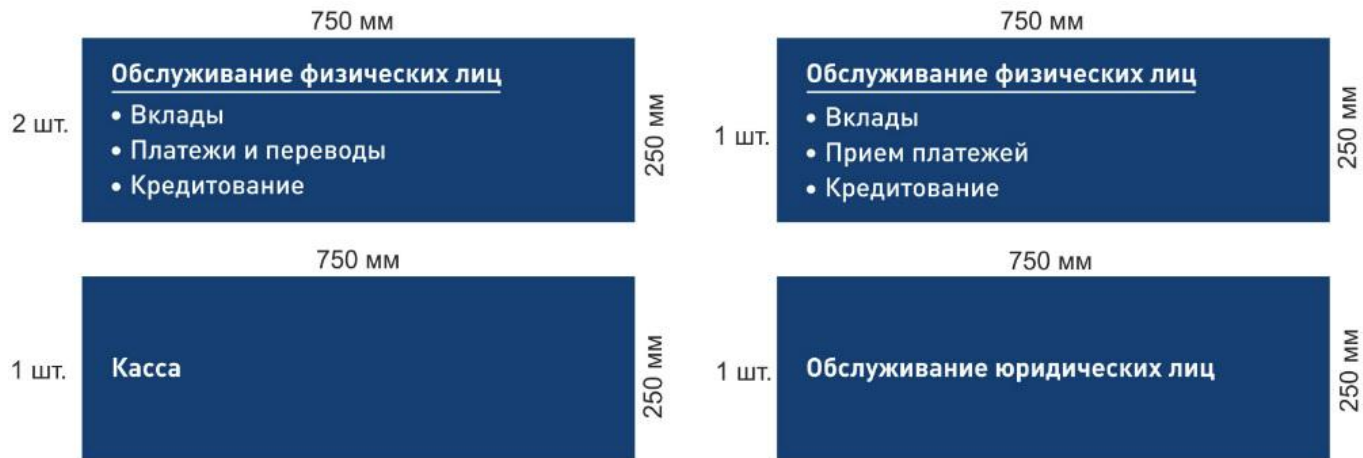 750 мм
2 шт.
Обслуживание физических лиц
• Вклады
• Платежи и переводы
• Кредитование
250 мм
750 мм
1 шт.
Обслуживание физических лиц
• Вклады
• Прием платежей
• Кредитование
250 мм
750 мм
1 шт.
Касса
250 мм
750 мм
1 шт.
Обслуживание юридических лиц
250 мм